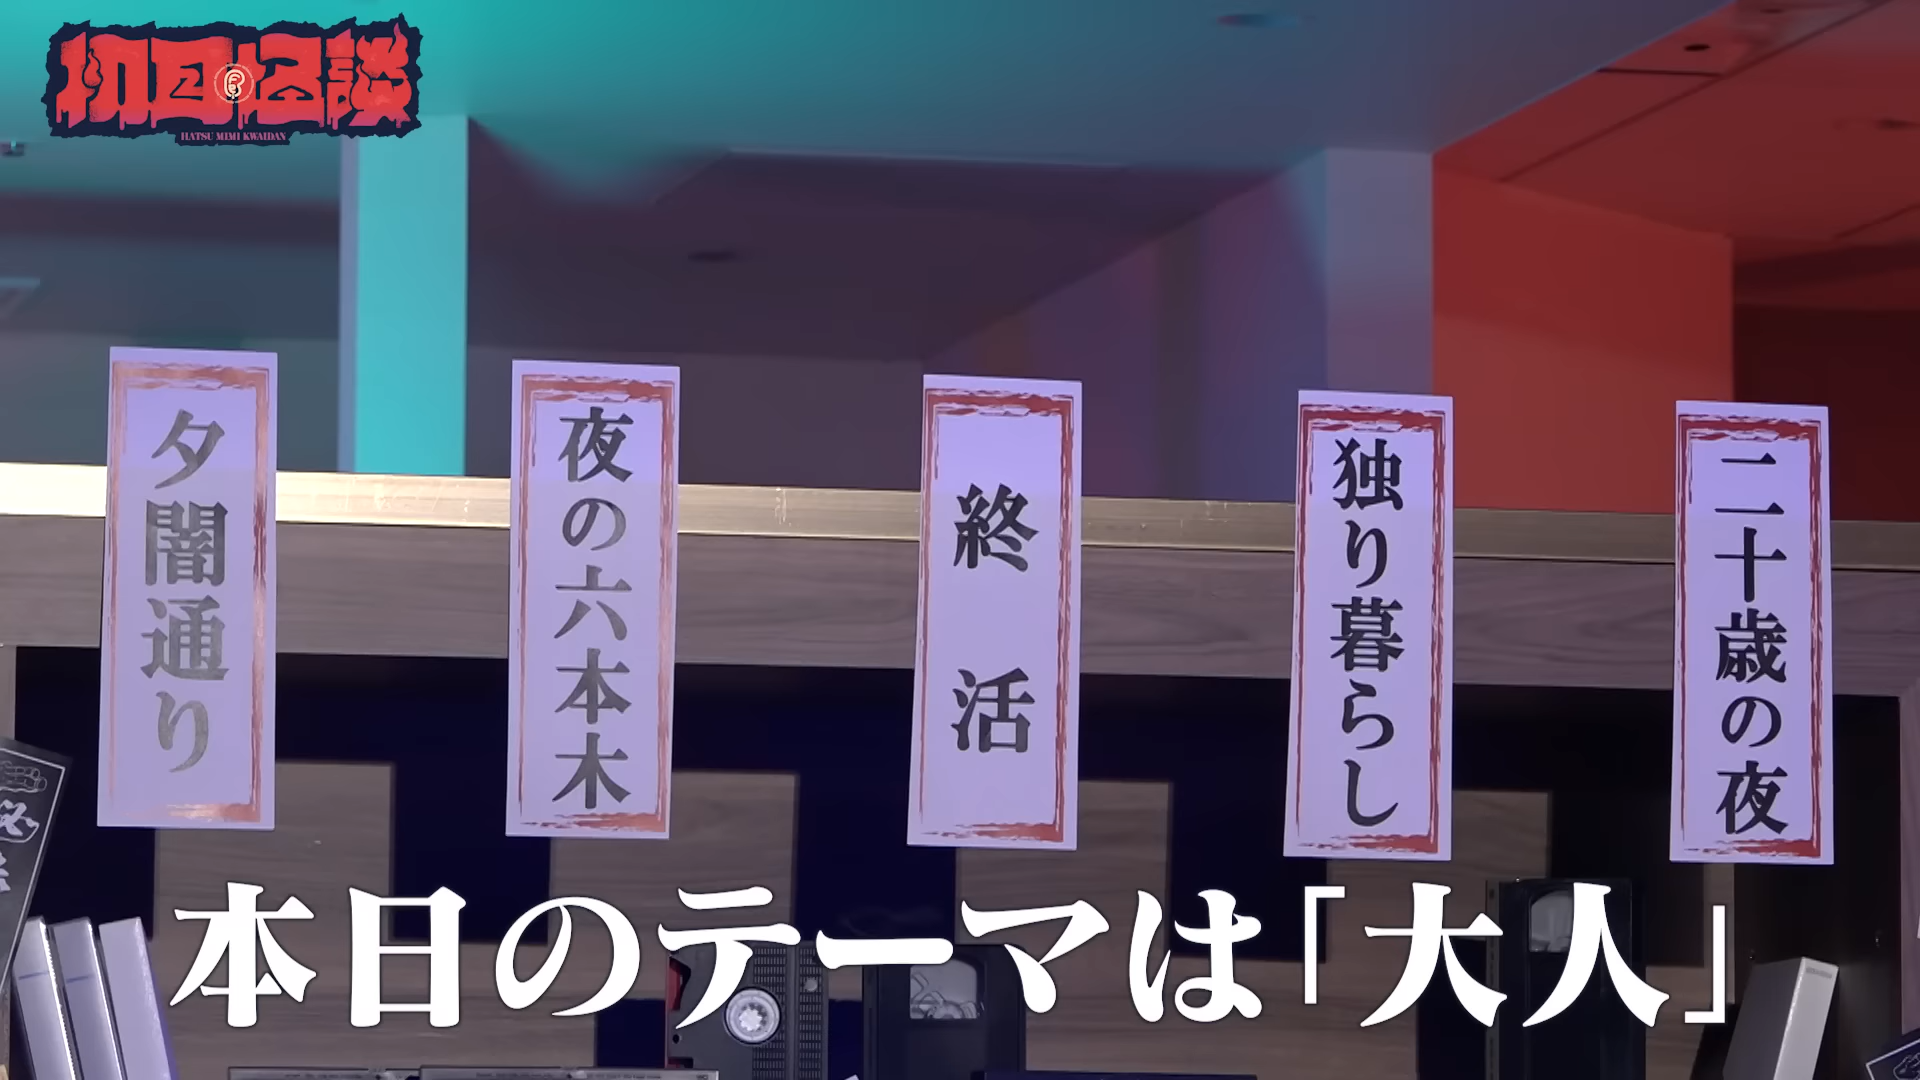 初耳怪談
HATSU MIMI KWAIDAN
夕闇通り
夜の六本木
終活
独り暮らし
二十歳の夜
本日のテーマは「大人」